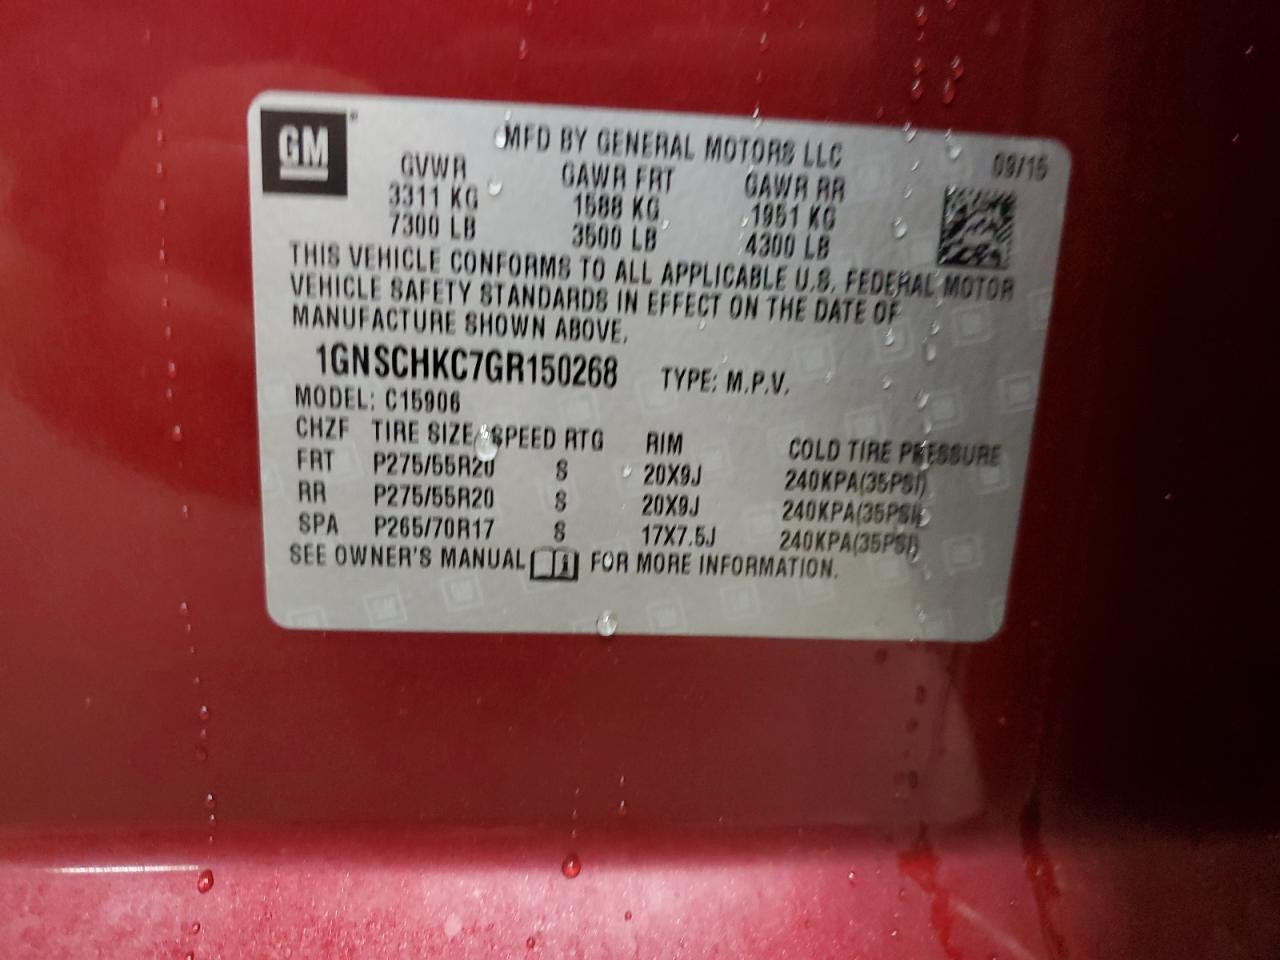 GM MFD BY GENERAL MOTORS LLC 09/15
GVWR GAWR FRT GAWR RR
3311 KG 1588 KG 1951 KG
7300 LB 3500 LB 4300 LB
THIS VEHICLE CONFORMS TO ALL APPLICABLE U.S. FEDERAL MOTOR
VEHICLE SAFETY STANDARDS IN EFFECT ON THE DATE OF
MANUFACTURE SHOWN ABOVE.
1GNSCHKC7GR150268 TYPE: M.P.V.
MODEL: C15906
CHZF TIRE SIZE SPEED RTG RIM COLD TIRE PRESSURE
FRT P275/55R20 S 20X9J 240KPA(35PSI)
RR P275/55R20 S 20X9J 240KPA(35PSI)
SPA P265/70R17 S 17X7.5J 240KPA(35PSI)
SEE OWNER'S MANUAL FOR MORE INFORMATION.